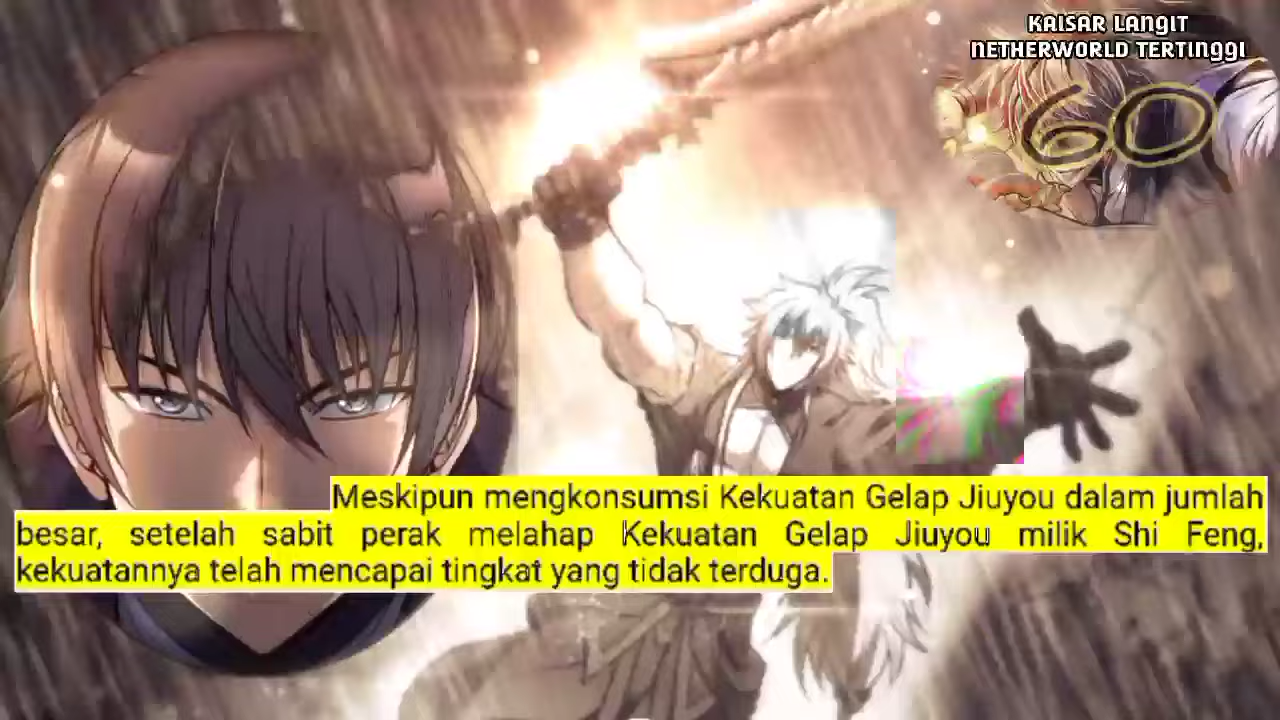 KAISAR LANGIT
NETHERWORLD TERTINGGI
60
Meskipun mengkonsumsi Kekuatan Gelap Jiuyou dalam jumlah
besar, setelah sabit perak melahap Kekuatan Gelap Jiuyou milik Shi Feng,
kekuatannya telah mencapai tingkat yang tidak terduga.